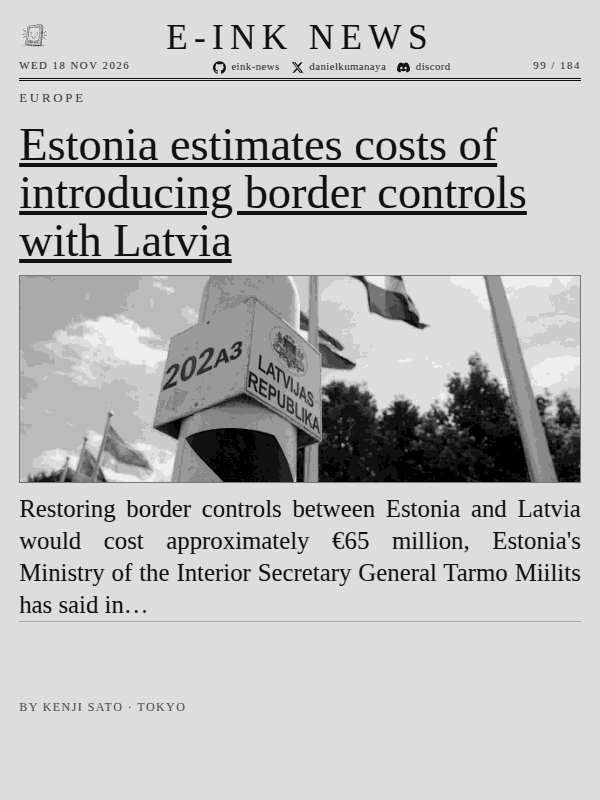 E-INK NEWS
WED 18 NOV 2026
eink-news danielkumanaya discord
99 / 184
EUROPE
Estonia estimates costs of
introducing border controls
with Latvia
202A3
LATVIJAS
REPUBLIKA
Restoring border controls between Estonia and Latvia
would cost approximately €65 million, Estonia's
Ministry of the Interior Secretary General Tarmo Miilits
has said in…
BY KENJI SATO · TOKYO